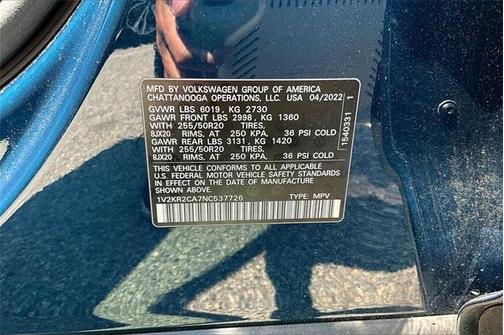 MFD BY VOLKSWAGEN GROUP OF AMERICA
CHATTANOOGA OPERATIONS, LLC. USA 04/2022
GVWR LBS 6019, KG 2730
GAWR FRONT LBS 2998, KG 1360
WITH 255/50R20 TIRES,
8JX20 RIMS, AT 250 KPA, 36 PSI COLD
GAWR REAR LBS 3131, KG 1420
WITH 255/50R20 TIRES,
8JX20 RIMS, AT 250 KPA, 36 PSI COLD
THIS VEHICLE CONFORMS TO ALL APPLICABLE
U.S. FEDERAL MOTOR VEHICLE SAFETY STANDARDS
IN EFFECT ON THE DATE OF MANUFACTURE
SHOWN ABOVE
1V2KR2CA7NC537726
TYPE: MPV
1540331 1